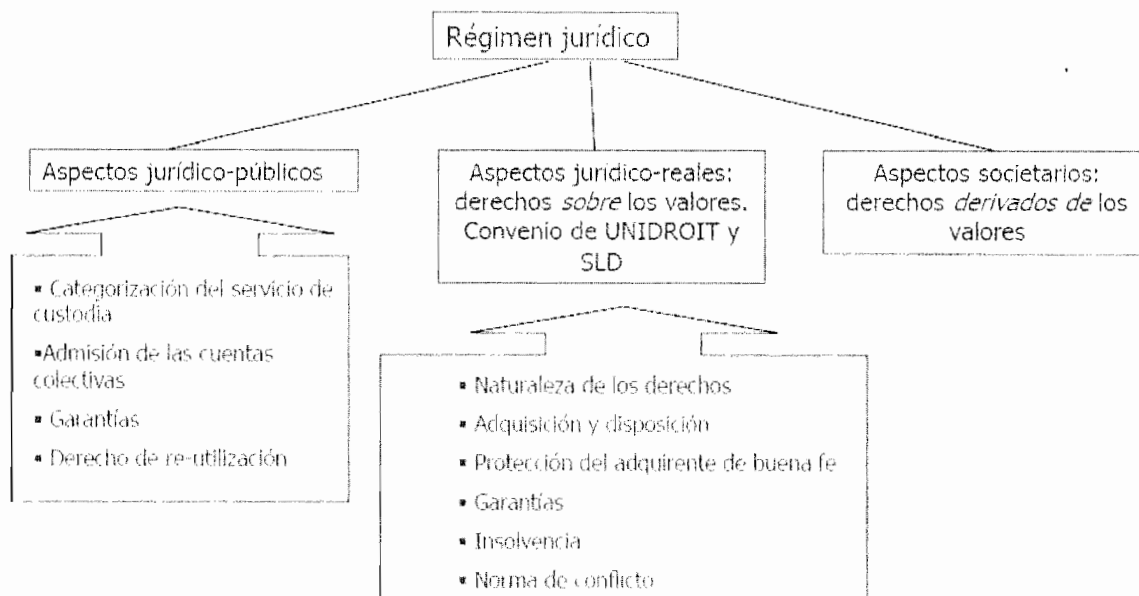 Régimen jurídico
Aspectos jurídico-públicos
▪ Categorización del servicio de
custodia
▪Admisión de las cuentas
colectivas
▪ Garantías
▪ Derecho de re-utilización
Aspectos jurídico-reales:
derechos sobre los valores.
Convenio de UNIDROIT y
SLD
▪ Naturaleza de los derechos
▪ Adquisición y disposición
▪ Protección del adquirente de buena fe
▪ Garantías
▪ Insolvencia
▪ Norma de conflicto
Aspectos societarios:
derechos derivados de los
valores